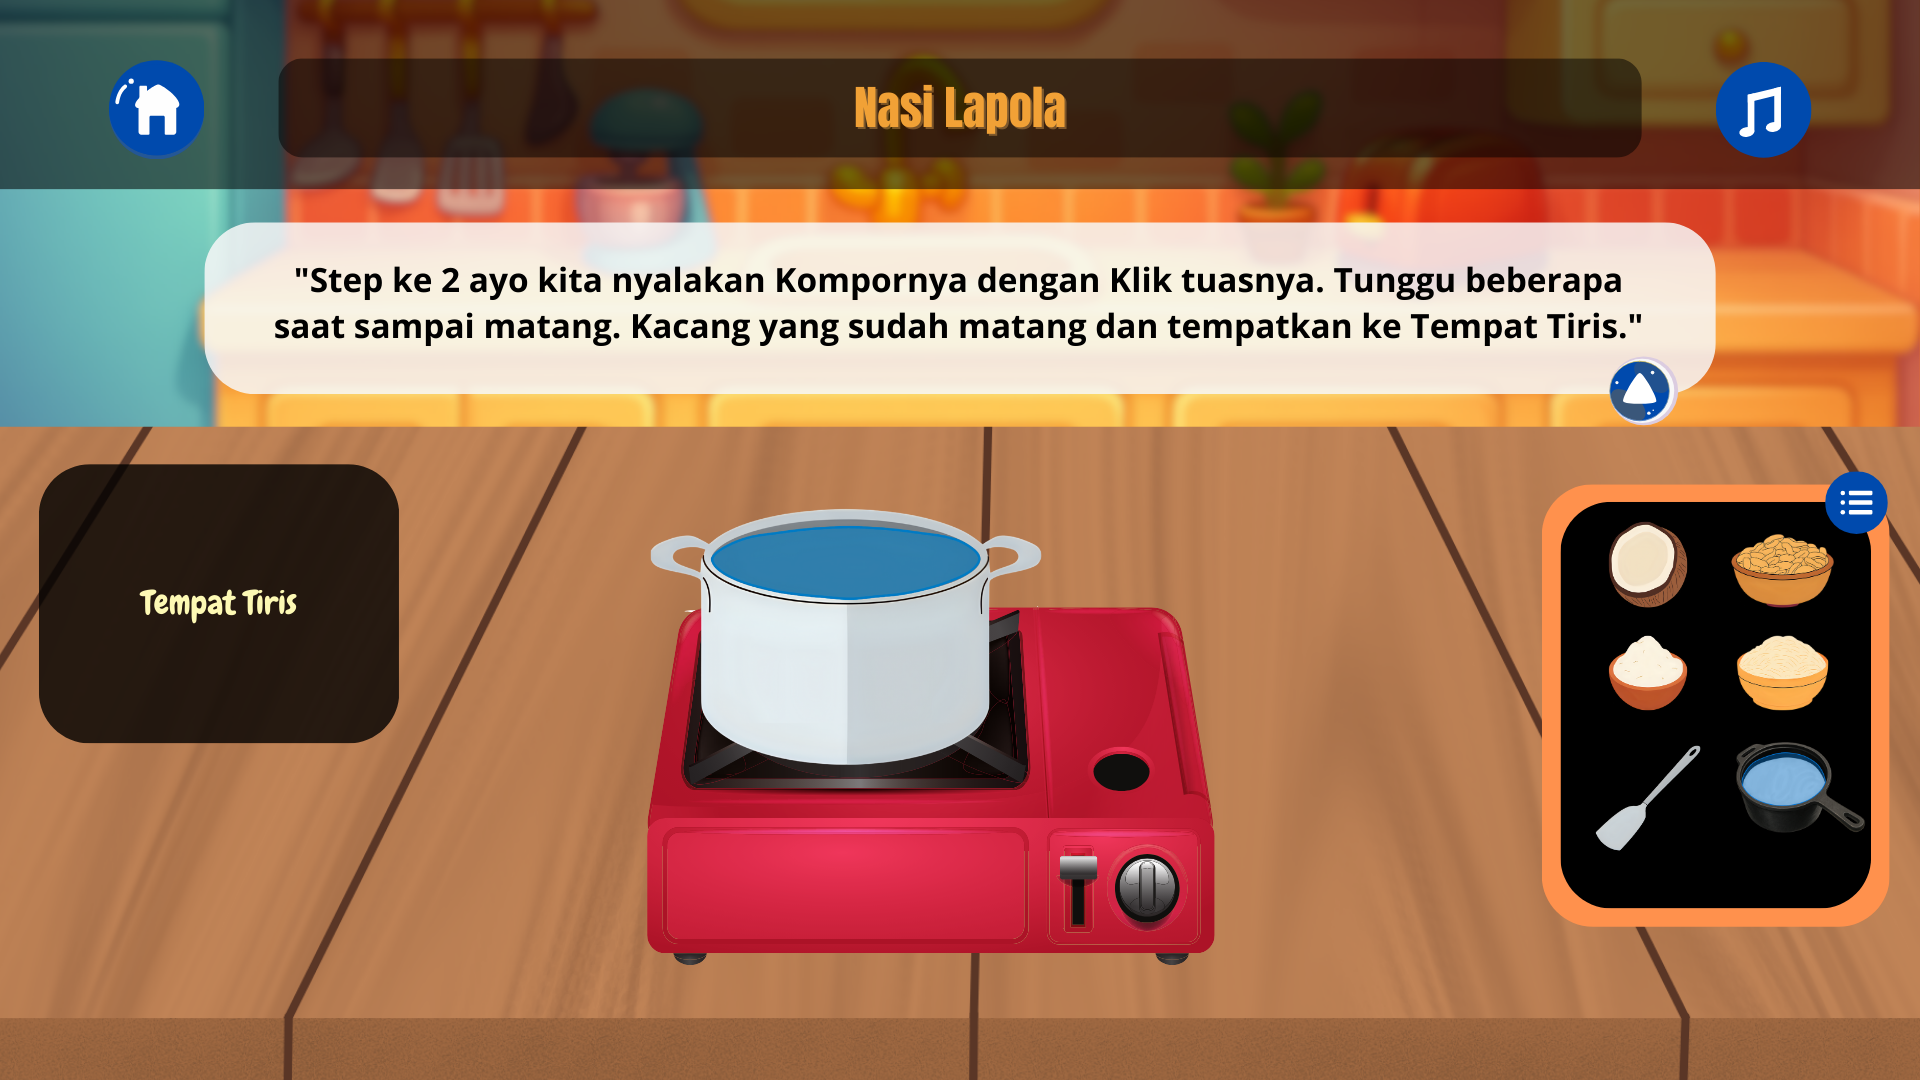 Nasi Lapola
"Step ke 2 ayo kita nyalakan Kompornya dengan Klik tuasnya. Tunggu beberapa
saat sampai matang. Kacang yang sudah matang dan tempatkan ke Tempat Tiris."
Tempat Tiris